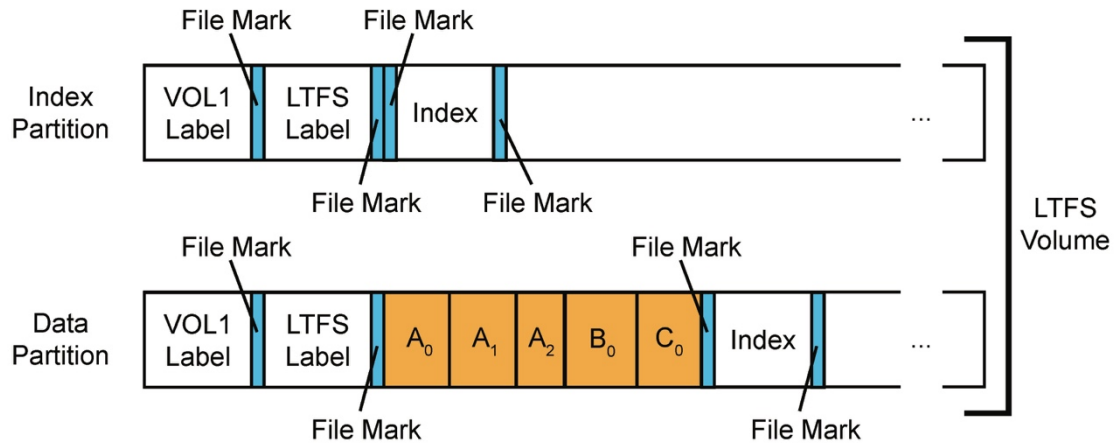 File Mark
File Mark
Index
Partition
VOL1
Label
LTFS
Label
Index
...
File Mark
File Mark
LTFS
Volume
File Mark
File Mark
Data
Partition
VOL1
Label
LTFS
Label
A₀
A₁
A₂
B₀
C₀
Index
...
File Mark
File Mark